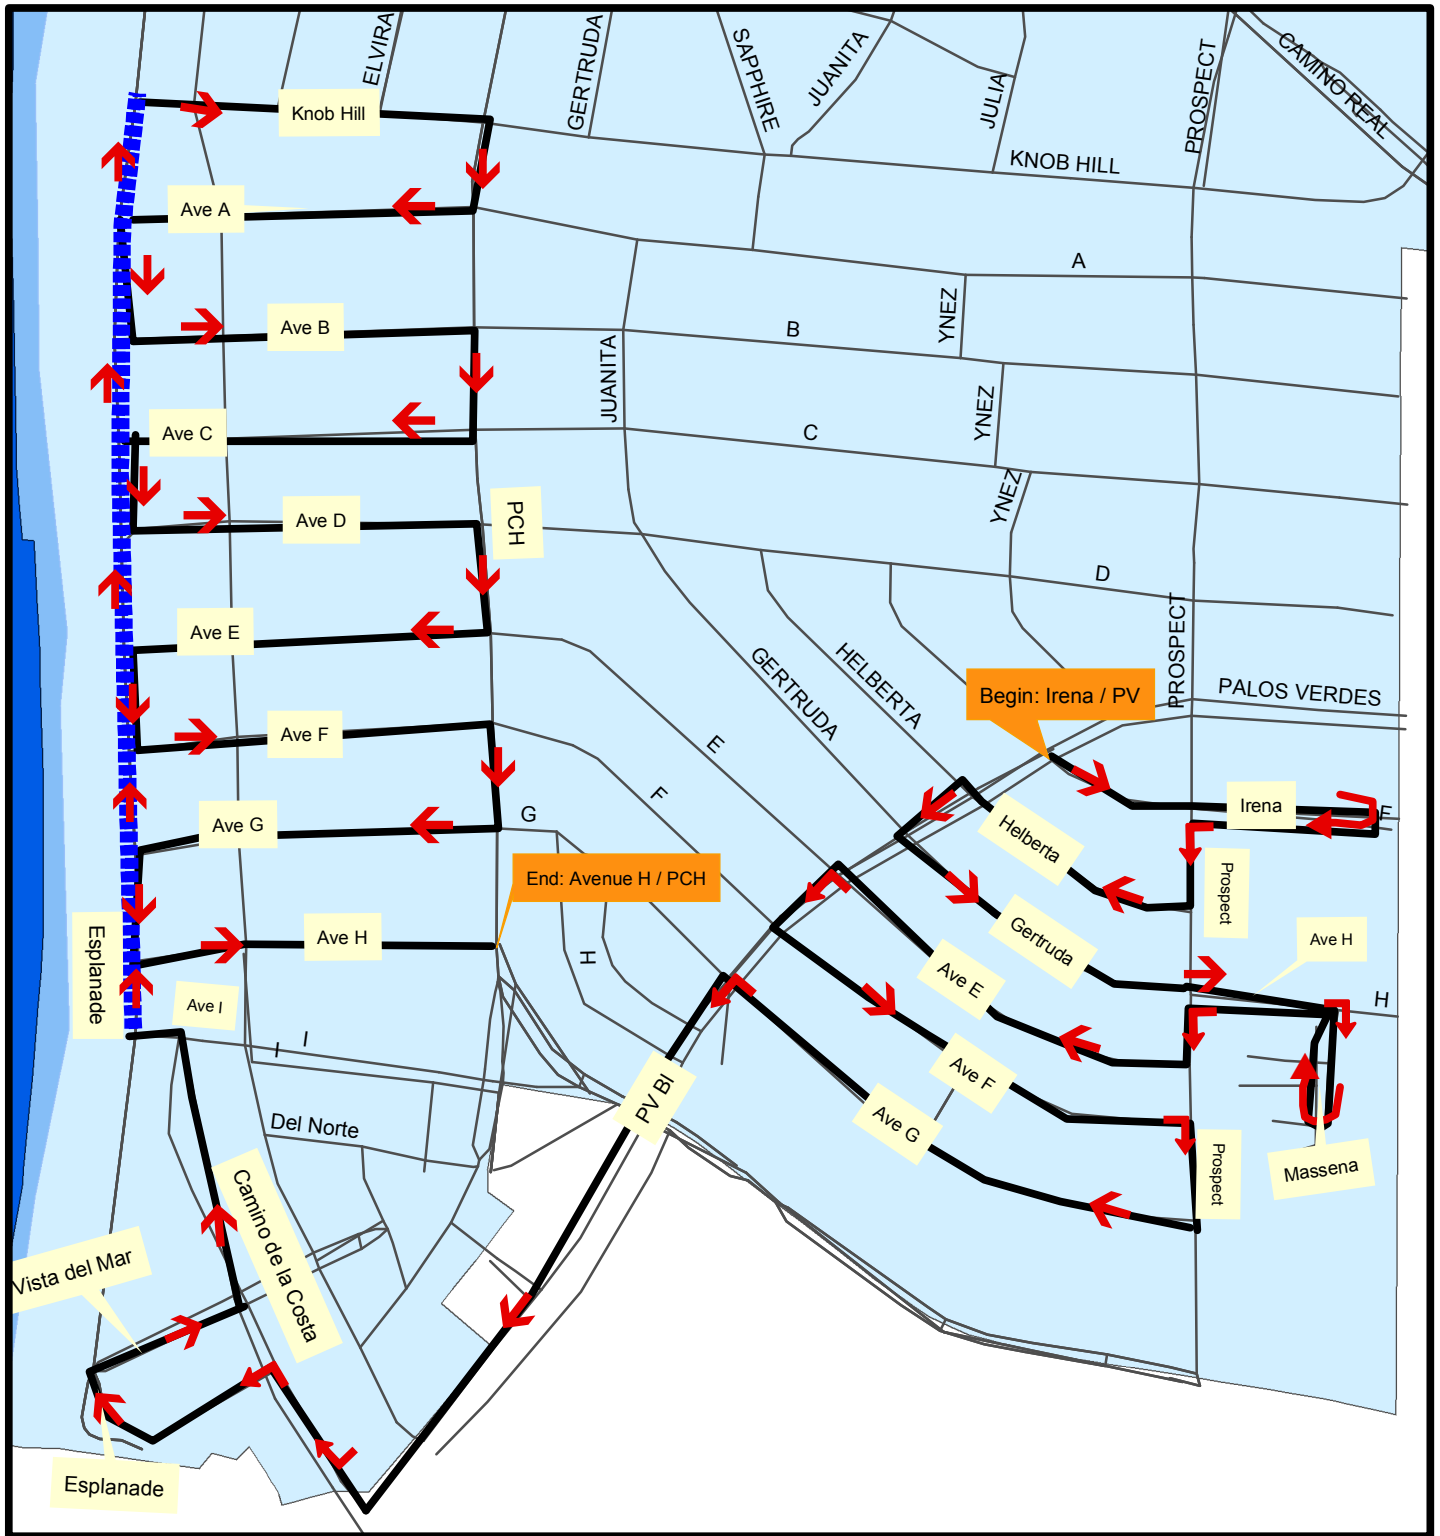 ELVIRA
GERTRUDA
SAPPHIRE
JUANITA
JULIA
PROSPECT
CAMINO REAL
Knob Hill
KNOB HILL
Ave A
A
Ave B
B
YNEZ
JUANITA
Ave C
C
YNEZ
YNEZ
Ave D
PCH
D
PROSPECT
Ave E
GERTRUDA
HELBERTA
Begin: Irena / PV
PALOS VERDES
Ave F
E
F
Irena
F
Ave G
G
Helberta
Prospect
End: Avenue H / PCH
Esplanade
Ave H
H
Gertruda
Ave H
Ave E
H
Ave I
I
I
PV Bl
Ave F
Ave G
Del Norte
Massena
Prospect
Camino de la Costa
Vista del Mar
Esplanade